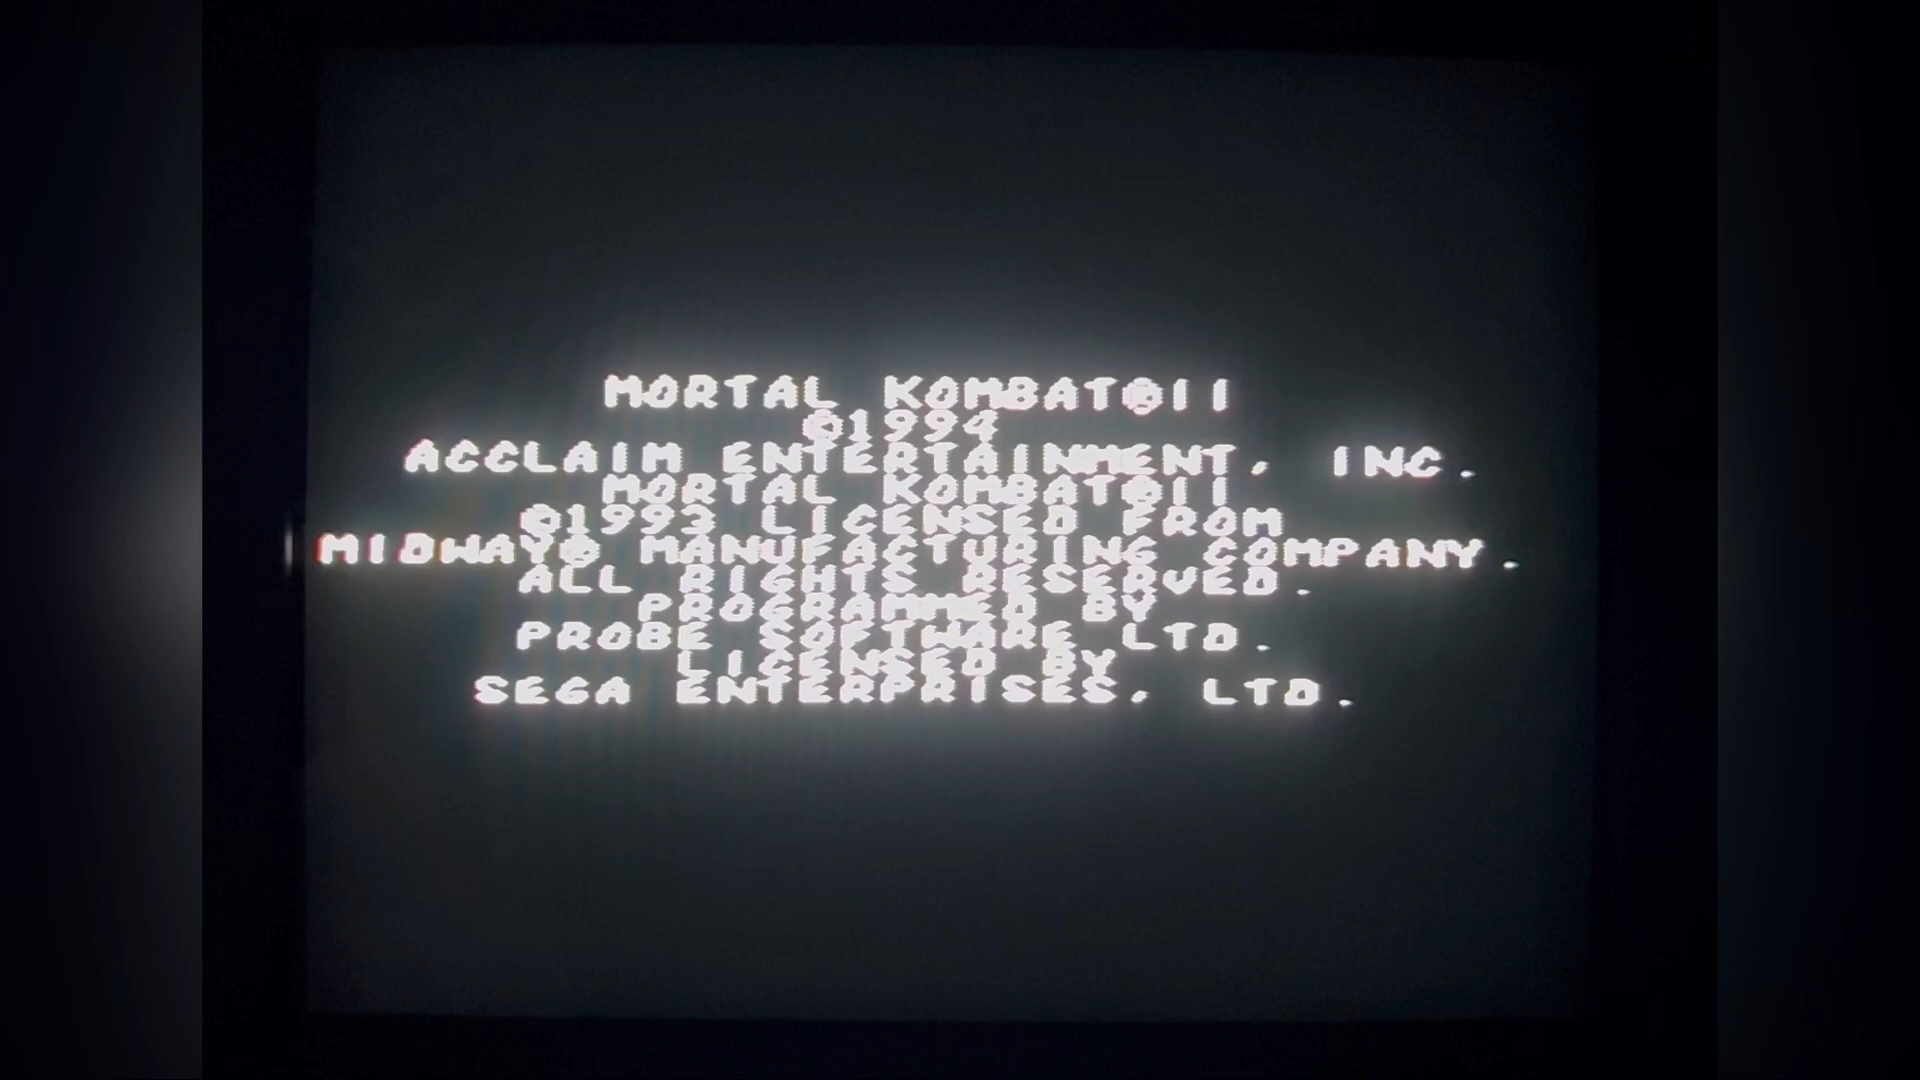 MORTAL KOMBAT®II
©1994
ACCLAIM ENTERTAINMENT, INC.
MORTAL KOMBAT®II
©1993 LICENSED FROM
MIDWAY® MANUFACTURING COMPANY.
ALL RIGHTS RESERVED.
PROGRAMMED BY
PROBE SOFTWARE LTD.
LICENSED BY
SEGA ENTERPRISES, LTD.